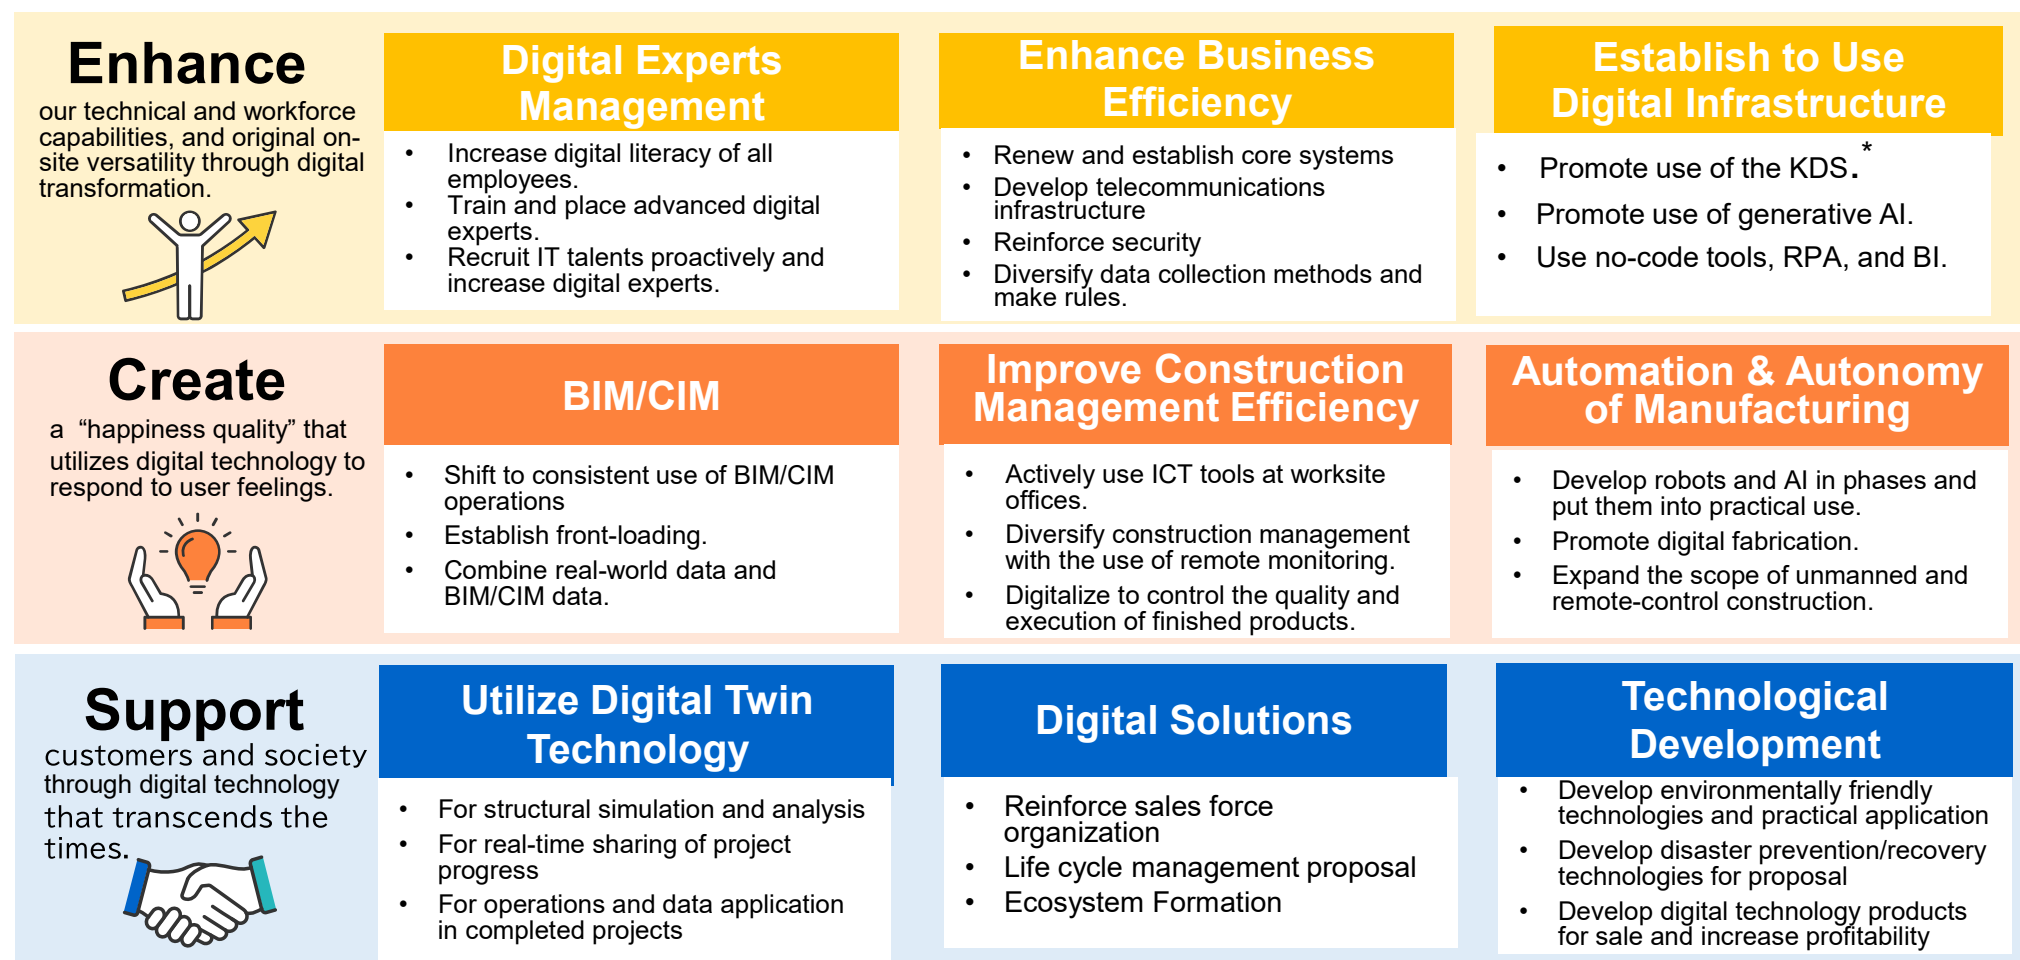 Enhance
our technical and workforce
capabilities, and original on-
site versatility through digital
transformation.
Digital Experts
Management
• Increase digital literacy of all
employees.
• Train and place advanced digital
experts.
• Recruit IT talents proactively and
increase digital experts.
Enhance Business
Efficiency
• Renew and establish core systems
• Develop telecommunications
infrastructure
• Reinforce security
• Diversify data collection methods and
make rules.
Establish to Use
Digital Infrastructure
• Promote use of the KDS.*
• Promote use of generative AI.
• Use no-code tools, RPA, and BI.
Create
a “happiness quality” that
utilizes digital technology to
respond to user feelings.
BIM/CIM
• Shift to consistent use of BIM/CIM
operations
• Establish front-loading.
• Combine real-world data and
BIM/CIM data.
Improve Construction
Management Efficiency
• Actively use ICT tools at worksite
offices.
• Diversify construction management
with the use of remote monitoring.
• Digitalize to control the quality and
execution of finished products.
Automation & Autonomy
of Manufacturing
• Develop robots and AI in phases and
put them into practical use.
• Promote digital fabrication.
• Expand the scope of unmanned and
remote-control construction.
Support
customers and society
through digital technology
that transcends the
times.
Utilize Digital Twin
Technology
• For structural simulation and analysis
• For real-time sharing of project
progress
• For operations and data application
in completed projects
Digital Solutions
• Reinforce sales force
organization
• Life cycle management proposal
• Ecosystem Formation
Technological
Development
• Develop environmentally friendly
technologies and practical application
• Develop disaster prevention/recovery
technologies for proposal
• Develop digital technology products
for sale and increase profitability